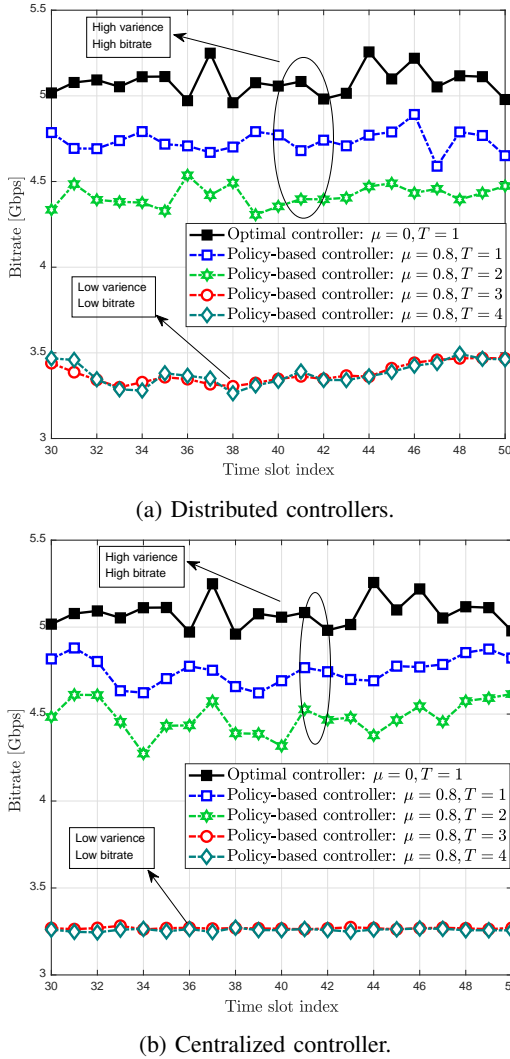 5.5
High varience
High bitrate
5
4.5
4
3.5
3
Bitrate [Gbps]
Optimal controller: μ = 0, T = 1
Policy-based controller: μ = 0.8, T = 1
Policy-based controller: μ = 0.8, T = 2
Policy-based controller: μ = 0.8, T = 3
Policy-based controller: μ = 0.8, T = 4
Low varience
Low bitrate
30 32 34 36 38 40 42 44 46 48 50
Time slot index
(a) Distributed controllers.
5.5
High varience
High bitrate
5
4.5
4
3.5
3
Bitrate [Gbps]
Optimal controller: μ = 0, T = 1
Policy-based controller: μ = 0.8, T = 1
Policy-based controller: μ = 0.8, T = 2
Policy-based controller: μ = 0.8, T = 3
Policy-based controller: μ = 0.8, T = 4
Low varience
Low bitrate
30 32 34 36 38 40 42 44 46 48 50
Time slot index
(b) Centralized controller.